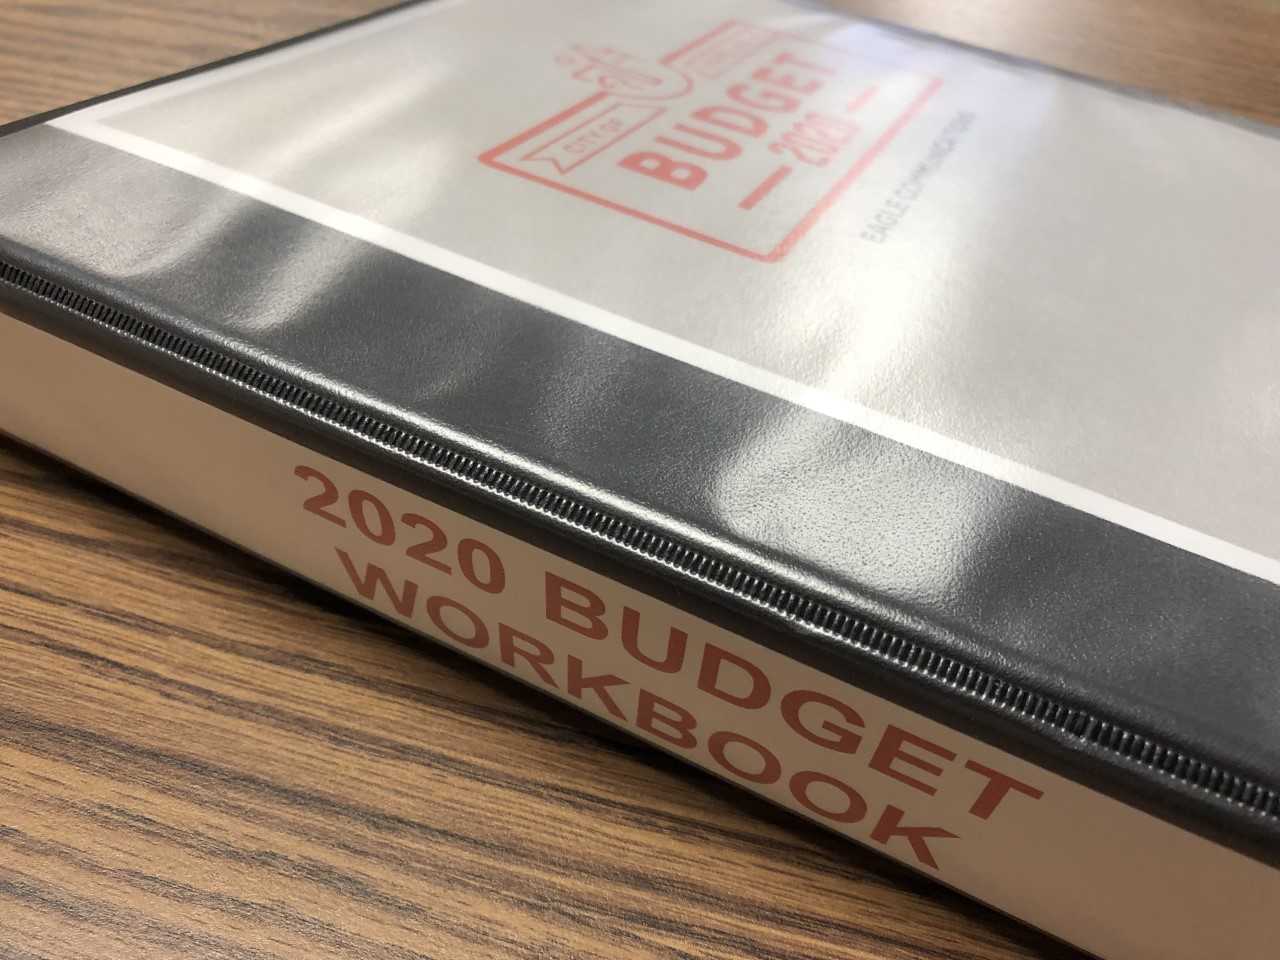 CITY OF
BUDGET
2020
EAGLE COMMUNICATIONS
2020 BUDGET
WORKBOOK